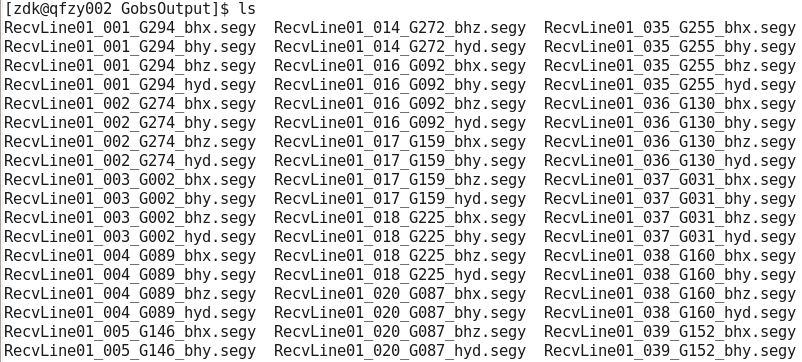 [zdk@qfzy002 GobsOutput]$ ls
RecvLine01_001_G294_bhx.segy RecvLine01_014_G272_bhz.segy RecvLine01_035_G255_bhx.segy
RecvLine01_001_G294_bhy.segy RecvLine01_014_G272_hyd.segy RecvLine01_035_G255_bhy.segy
RecvLine01_001_G294_bhz.segy RecvLine01_016_G092_bhx.segy RecvLine01_035_G255_bhz.segy
RecvLine01_001_G294_hyd.segy RecvLine01_016_G092_bhy.segy RecvLine01_035_G255_hyd.segy
RecvLine01_002_G274_bhx.segy RecvLine01_016_G092_bhz.segy RecvLine01_036_G130_bhx.segy
RecvLine01_002_G274_bhy.segy RecvLine01_016_G092_hyd.segy RecvLine01_036_G130_bhy.segy
RecvLine01_002_G274_bhz.segy RecvLine01_017_G159_bhx.segy RecvLine01_036_G130_bhz.segy
RecvLine01_002_G274_hyd.segy RecvLine01_017_G159_bhy.segy RecvLine01_036_G130_hyd.segy
RecvLine01_003_G002_bhx.segy RecvLine01_017_G159_bhz.segy RecvLine01_037_G031_bhx.segy
RecvLine01_003_G002_bhy.segy RecvLine01_017_G159_hyd.segy RecvLine01_037_G031_bhy.segy
RecvLine01_003_G002_bhz.segy RecvLine01_018_G225_bhx.segy RecvLine01_037_G031_bhz.segy
RecvLine01_003_G002_hyd.segy RecvLine01_018_G225_bhy.segy RecvLine01_037_G031_hyd.segy
RecvLine01_004_G089_bhx.segy RecvLine01_018_G225_bhz.segy RecvLine01_038_G160_bhx.segy
RecvLine01_004_G089_bhy.segy RecvLine01_018_G225_hyd.segy RecvLine01_038_G160_bhy.segy
RecvLine01_004_G089_bhz.segy RecvLine01_020_G087_bhx.segy RecvLine01_038_G160_bhz.segy
RecvLine01_004_G089_hyd.segy RecvLine01_020_G087_bhy.segy RecvLine01_038_G160_hyd.segy
RecvLine01_005_G146_bhx.segy RecvLine01_020_G087_bhz.segy RecvLine01_039_G152_bhx.segy
RecvLine01_005_G146_bhy.segy RecvLine01_020_G087_hyd.segy RecvLine01_039_G152_bhy.segy